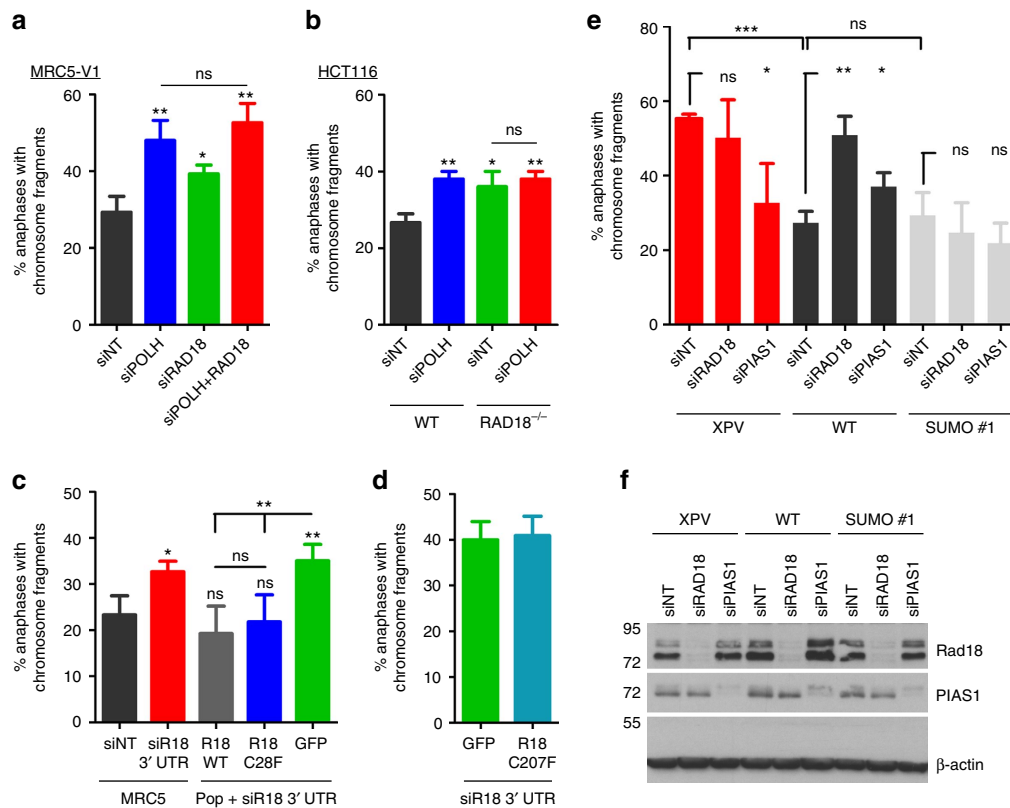 a
MRC5-V1
% anaphases with
chromosome fragments
60
40
20
0
**
*
ns
**
siNT
siPOLH
siRAD18
siPOLH+RAD18
b
HCT116
% anaphases with
chromosome fragments
60
40
20
0
**
*
ns
**
siNT
siPOLH
siNT
siPOLH
WT
RAD18–/–
e
% anaphases with
chromosome fragments
80
60
40
20
0
***
ns
ns
*
**
*
ns
ns
siNT
siRAD18
siPIAS1
siNT
siRAD18
siPIAS1
siNT
siRAD18
siPIAS1
XPV
WT
SUMO #1
c
% anaphases with
chromosome fragments
50
40
30
20
10
0
*
**
ns
ns
ns
**
siNT
siR18
3′ UTR
R18
WT
R18
C28F
GFP
MRC5
Pop + siR18 3′ UTR
d
% anaphases with
chromosome fragments
50
40
30
20
10
0
GFP
R18
C207F
siR18 3′ UTR
f
XPV
WT
SUMO #1
siNT
siRAD18
siPIAS1
siNT
siRAD18
siPIAS1
siNT
siRAD18
siPIAS1
95
72
Rad18
72
PIAS1
55
β-actin